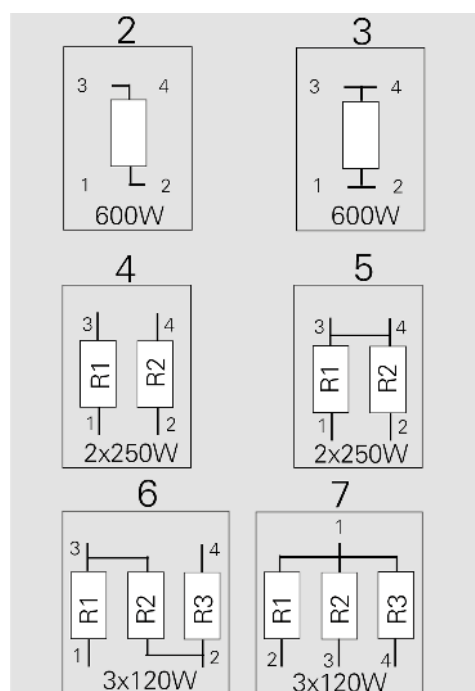 2 3
3 4 3 4
1 2 1 2
600W 600W
4 5
3 4 3 4
R1 R2 R1 R2
1 2 1 2
2x250W 2x250W
6 7
1
3 4
R1 R2 R3 R1 R2 R3
1 2 2 3 4
3x120W 3x120W